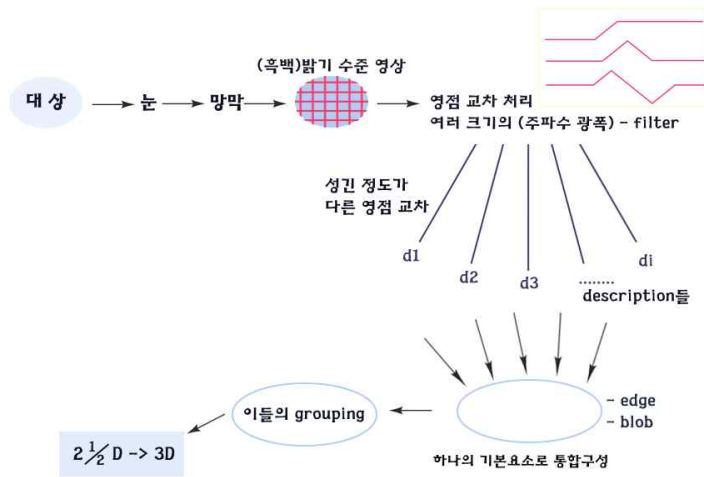 (흑백)밝기 수준 영상
대 상
눈
망막
영점 교차 처리
여러 크기의 (주파수 광폭) - filter
성긴 정도가
다른 영점 교차
d1
d2
d3
........
di
description들
- edge
- blob
하나의 기본요소로 통합구성
이들의 grouping
2 1/2 D -> 3D